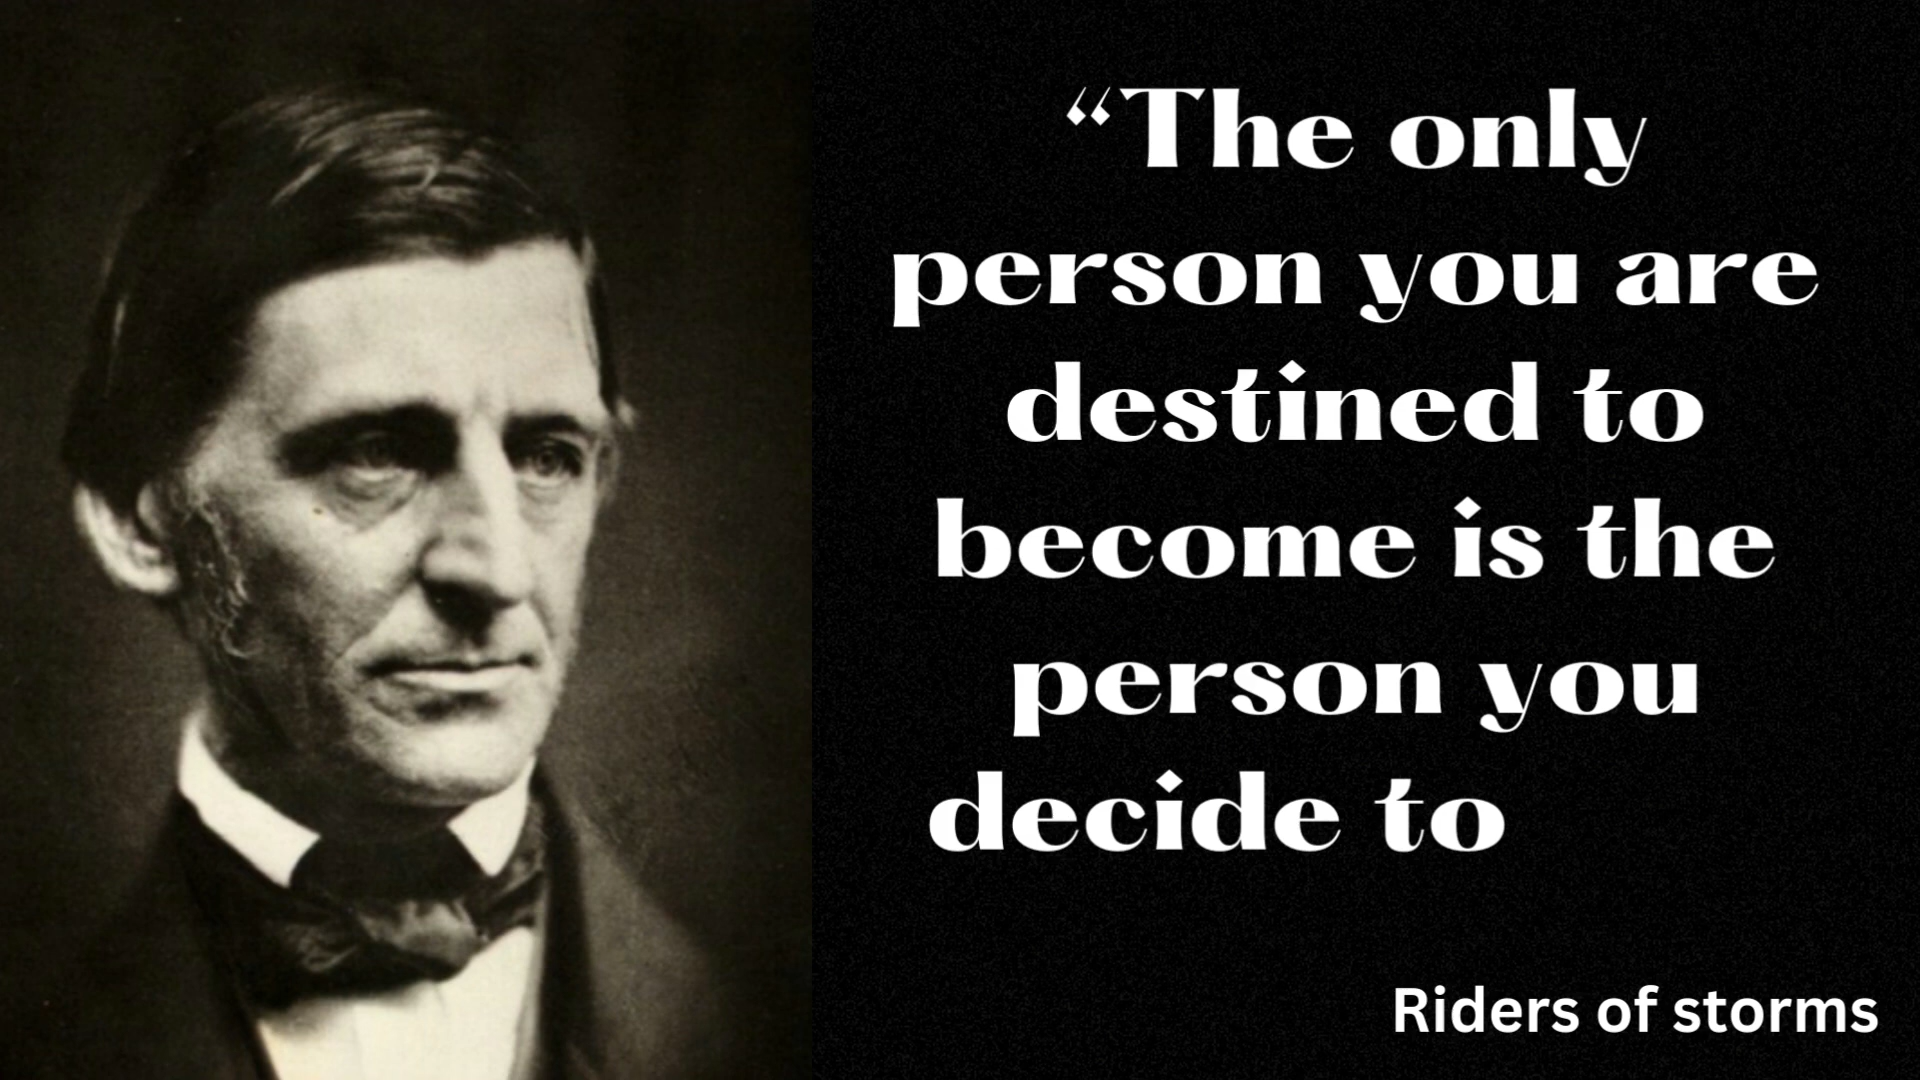 “The only
person you are
destined to
become is the
person you
decide to
Riders of storms